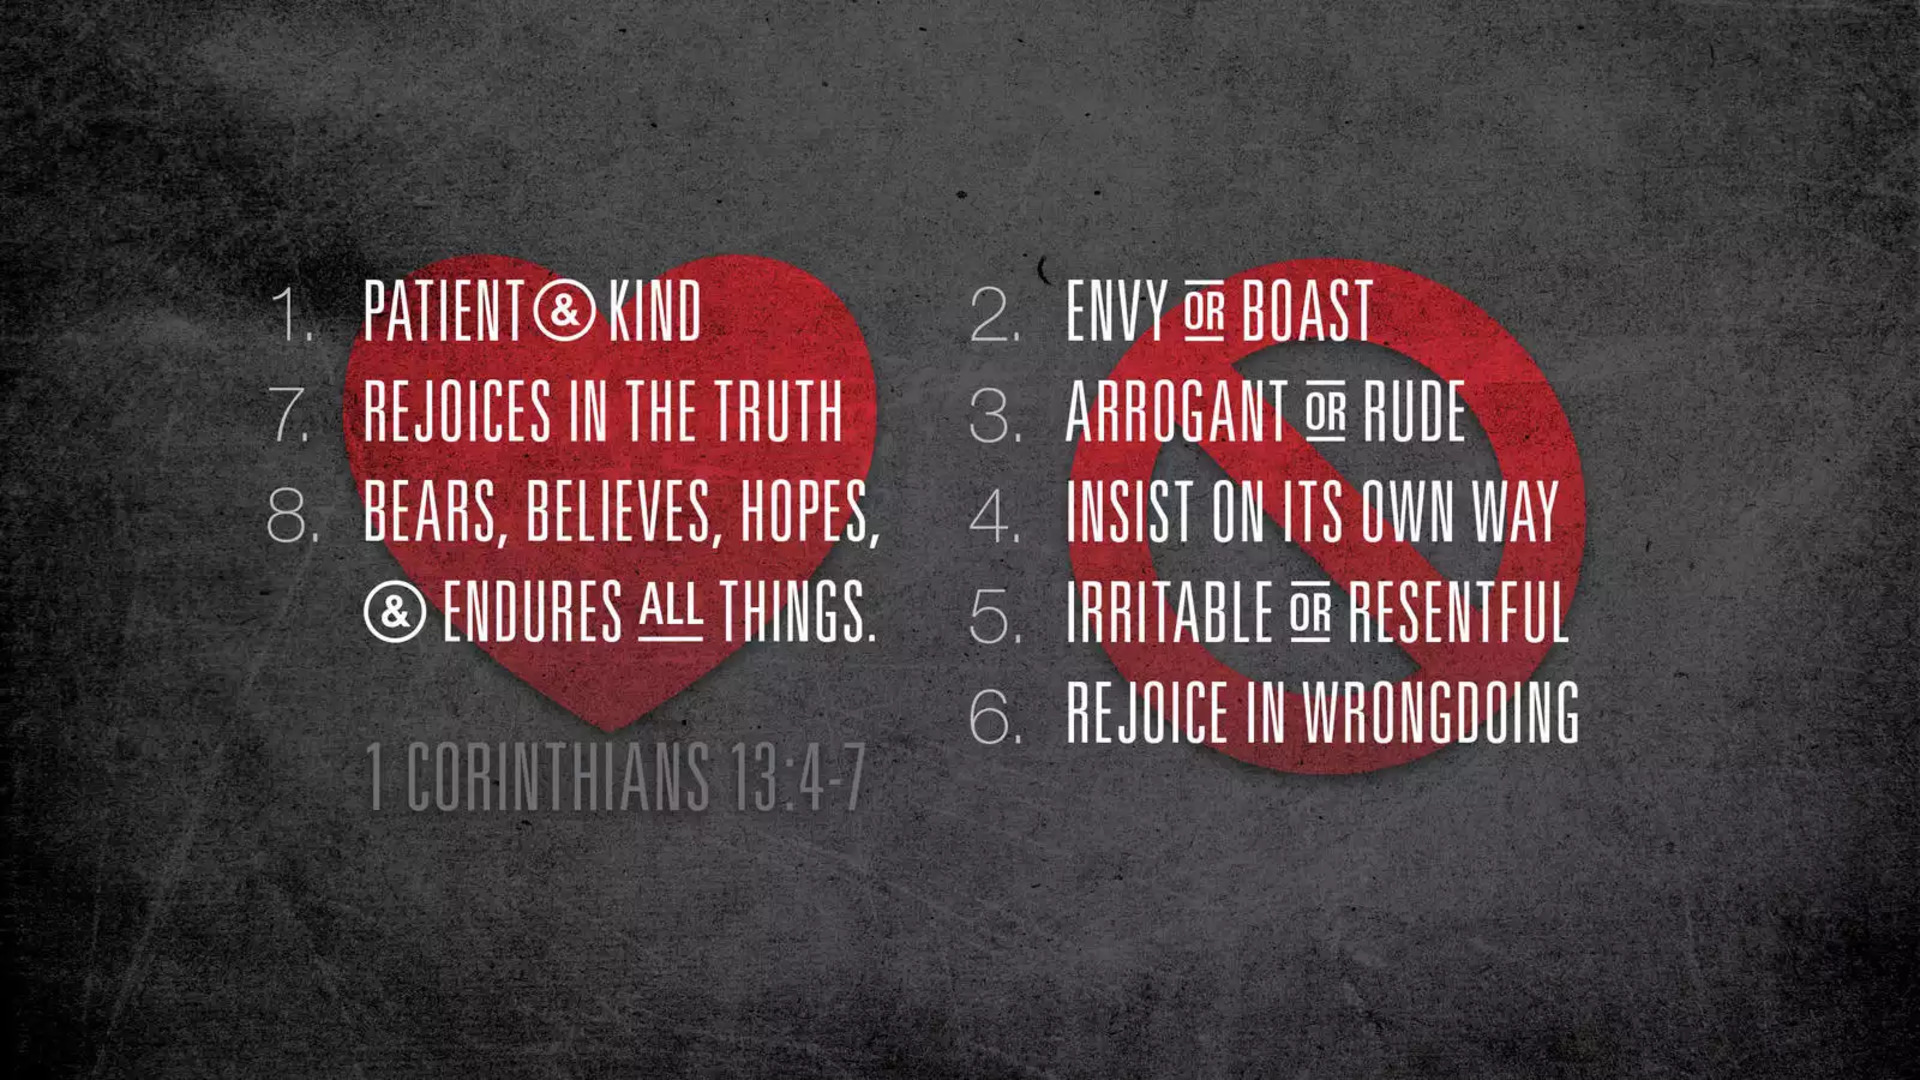 1. PATIENT & KIND
7. REJOICES IN THE TRUTH
8. BEARS, BELIEVES, HOPES,
& ENDURES ALL THINGS.
1 CORINTHIANS 13:4-7
2. ENVY OR BOAST
3. ARROGANT OR RUDE
4. INSIST ON ITS OWN WAY
5. IRRITABLE OR RESENTFUL
6. REJOICE IN WRONGDOING